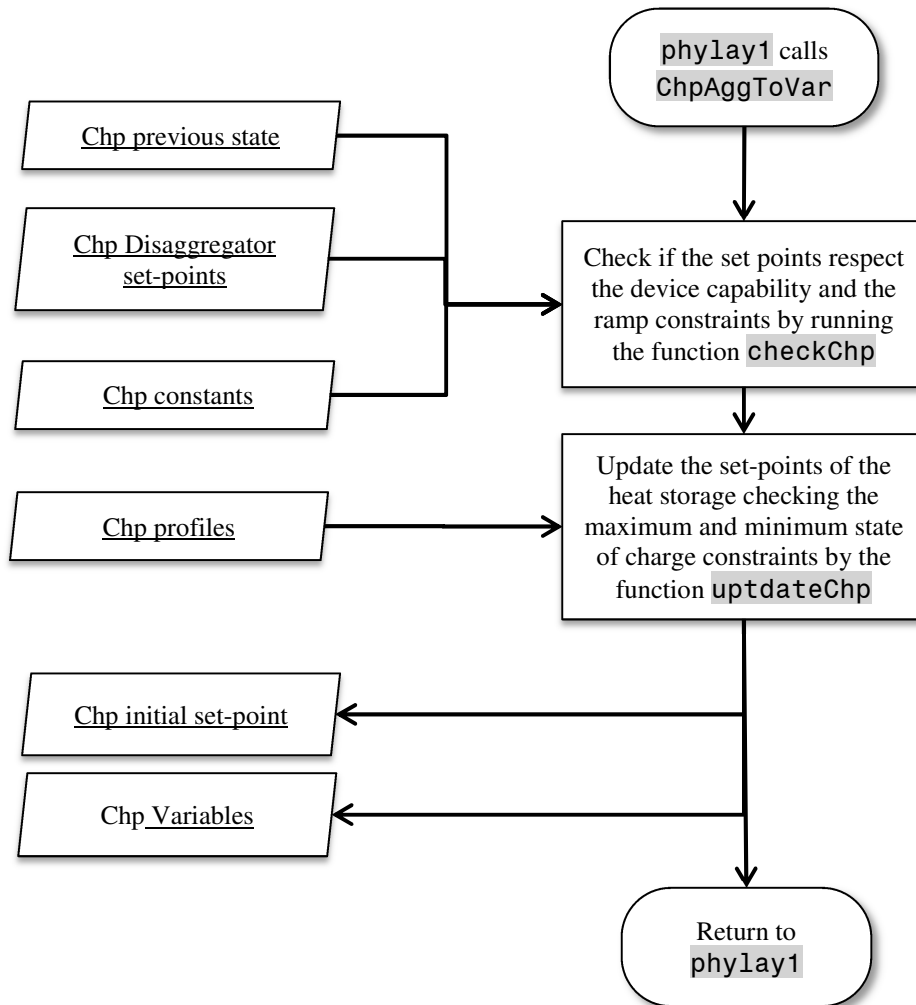 phylay1 calls
ChpAggToVar
Chp previous state
Chp Disaggregator
set-points
Check if the set points respect
the device capability and the
ramp constraints by running
the function checkChp
Chp constants
Update the set-points of the
heat storage checking the
maximum and minimum state
of charge constraints by the
function uptdateChp
Chp profiles
Chp initial set-point
Chp Variables
Return to
phylay1